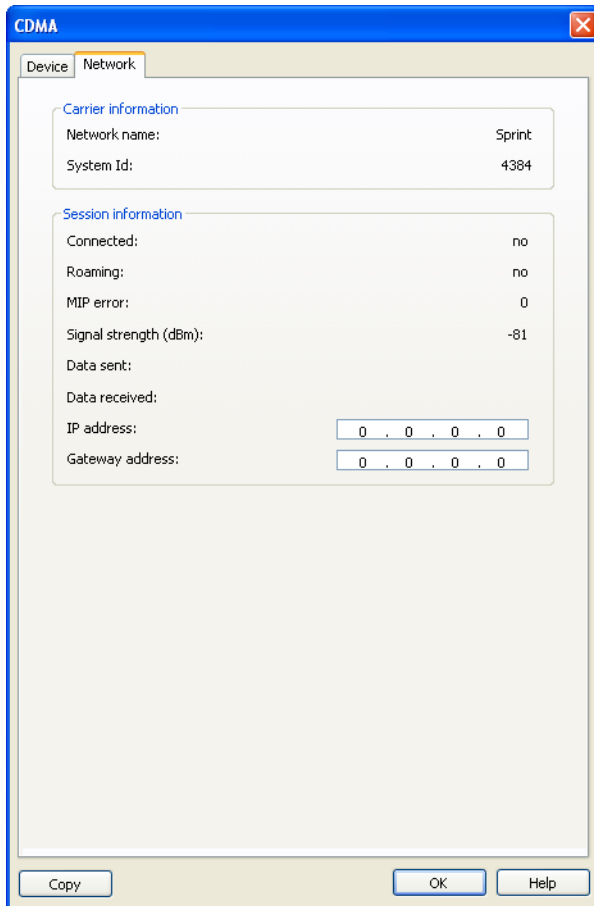 CDMA
Device Network
Carrier information
Network name: Sprint
System Id: 4384
Session information
Connected: no
Roaming: no
MIP error: 0
Signal strength (dBm): -81
Data sent:
Data received:
IP address: 0 . 0 . 0 . 0
Gateway address: 0 . 0 . 0 . 0
Copy OK Help